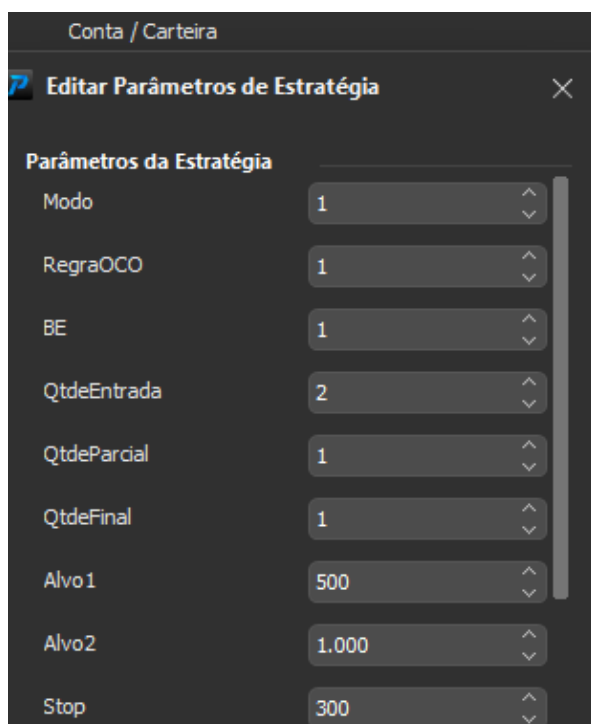 Conta / Carteira
Editar Parâmetros de Estratégia
Parâmetros da Estratégia
Modo 1
RegraOCO 1
BE 1
QtdeEntrada 2
QtdeParcial 1
QtdeFinal 1
Alvo1 500
Alvo2 1.000
Stop 300